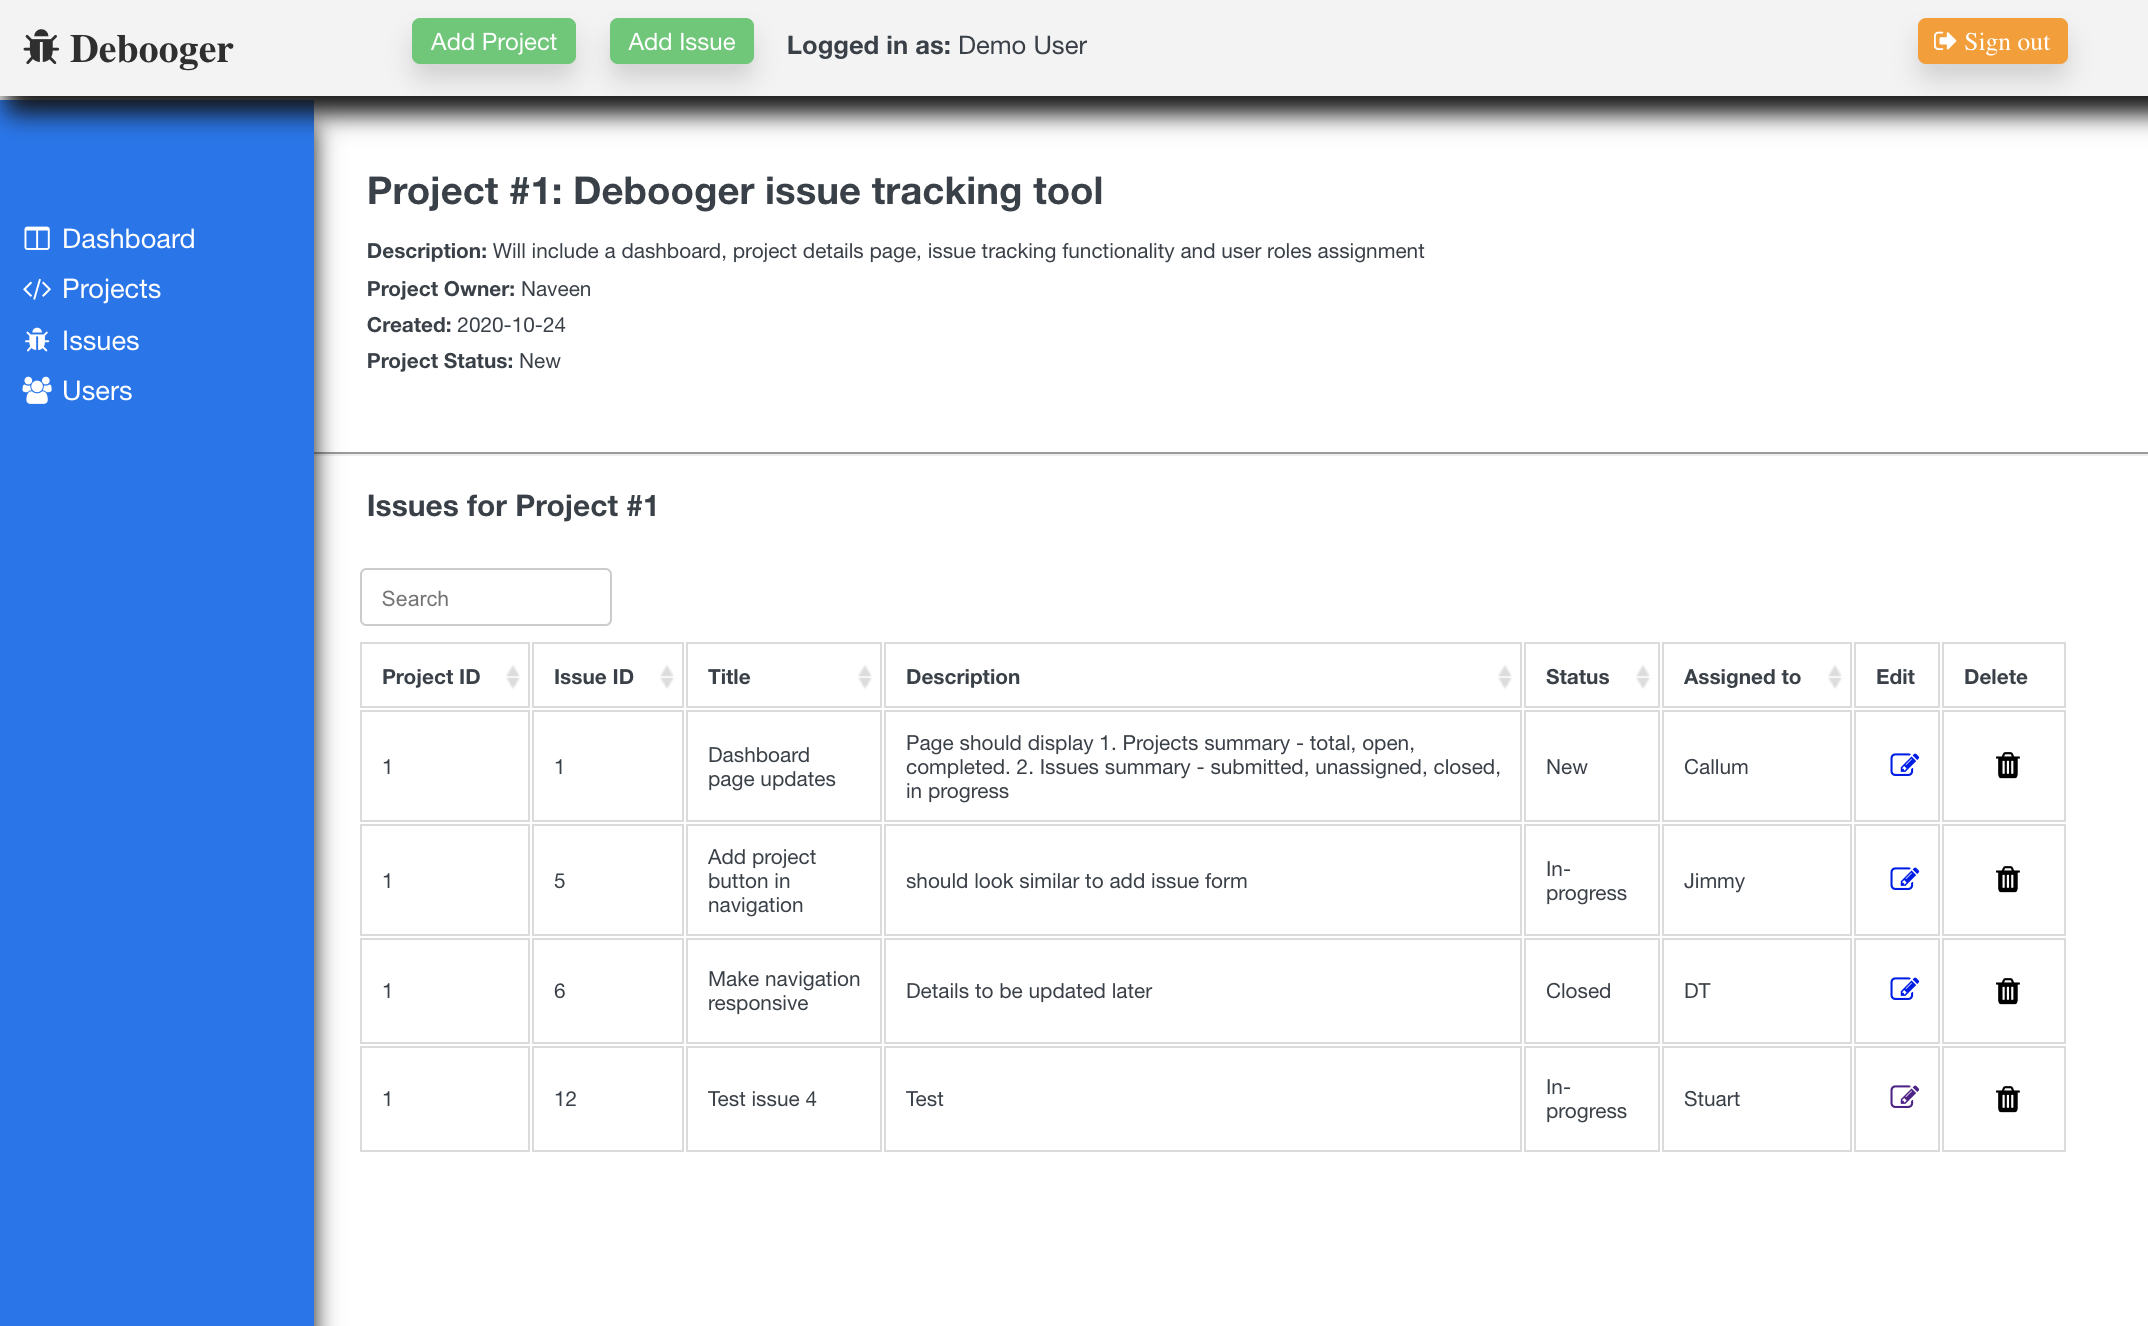 Debooger
Add Project
Add Issue
Logged in as: Demo User
Sign out
Dashboard
Projects
Issues
Users
Project #1: Debooger issue tracking tool
Description: Will include a dashboard, project details page, issue tracking functionality and user roles assignment
Project Owner: Naveen
Created: 2020-10-24
Project Status: New
Issues for Project #1
Search
Project ID Issue ID Title Description Status Assigned to Edit Delete
1
1
Dashboard
page updates
Page should display 1. Projects summary - total, open,
completed. 2. Issues summary - submitted, unassigned, closed,
in progress
New
Callum
1
5
Add project
button in
navigation
should look similar to add issue form
In-
progress
Jimmy
1
6
Make navigation
responsive
Details to be updated later
Closed
DT
1
12
Test issue 4
Test
In-
progress
Stuart